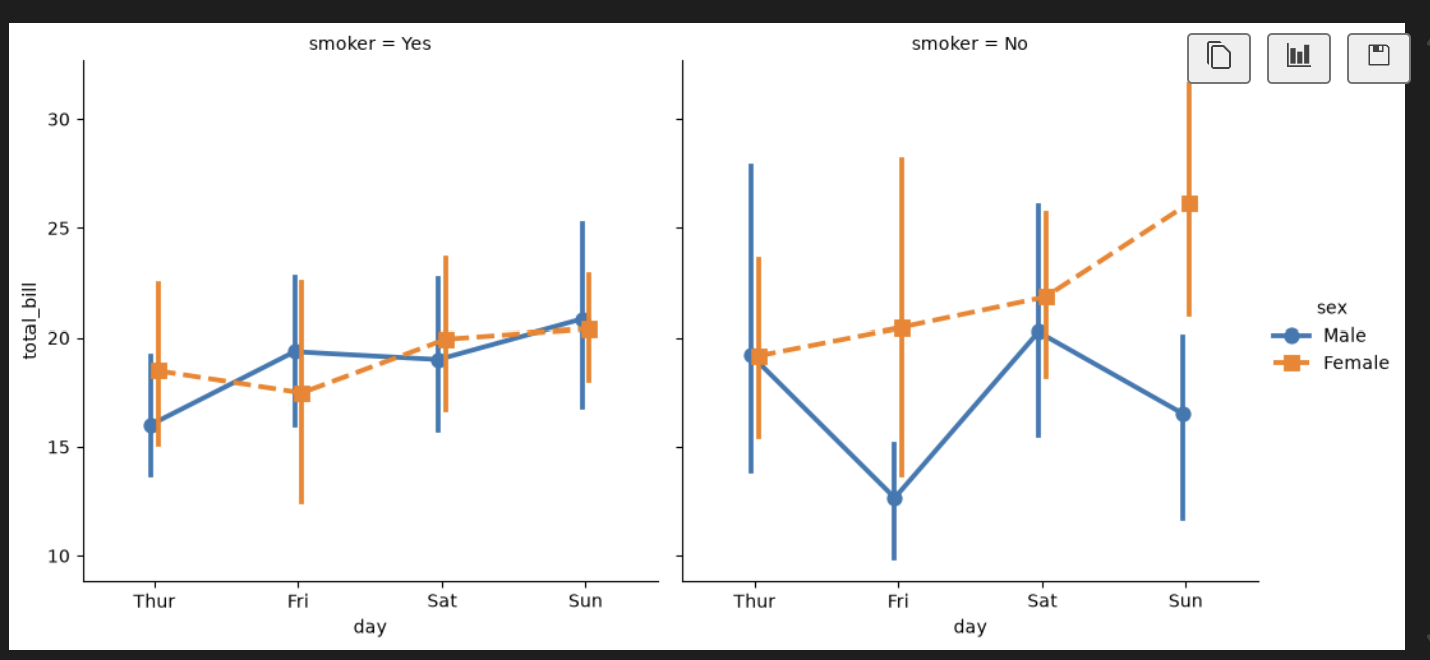 smoker = Yes
smoker = No
30
25
20
15
10
total_bill
Thur Fri Sat Sun
day
Thur Fri Sat Sun
day
sex
Male
Female